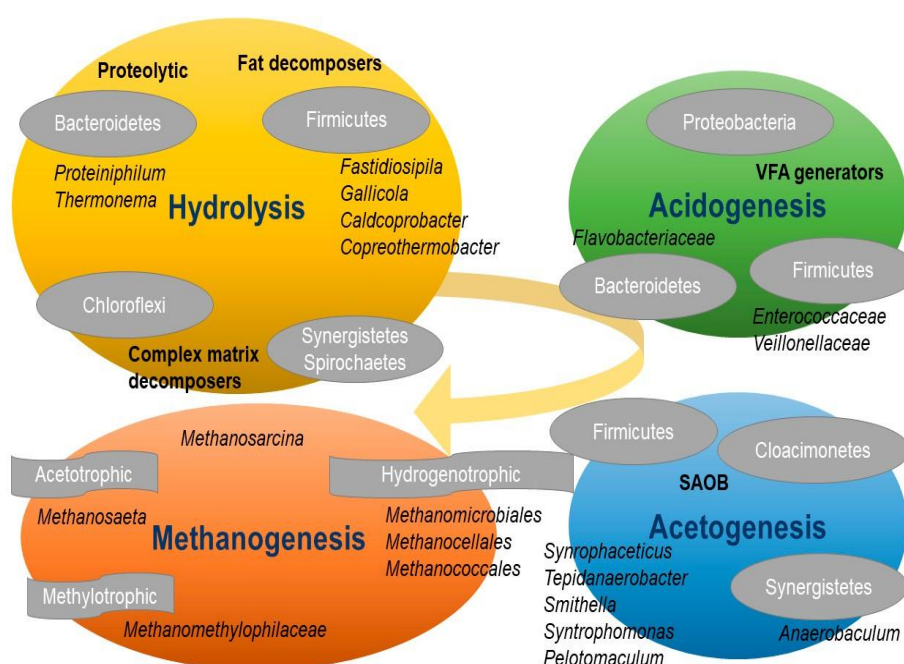 Proteolytic
Fat decomposers
Bacteroidetes
Firmicutes
Proteiniphilum
Thermonema
Fastidiosipila
Gallicola
Caldcoprobacter
Copreothermobacter
Hydrolysis
Chloroflexi
Synergistetes
Spirochaetes
Complex matrix
decomposers
Proteobacteria
VFA generators
Acidogenesis
Flavobacteriaceae
Bacteroidetes
Firmicutes
Enterococcaceae
Veillonellaceae
Methanosarcina
Acetotrophic
Hydrogenotrophic
Methanosaeta
Methanomicrobiales
Methanocellales
Methanococcales
Methanogenesis
Methylotrophic
Methanomethylophilaceae
Firmicutes
Cloacimonetes
SAOB
Acetogenesis
Synrophaceticus
Tepidanaerobacter
Smithella
Syntrophomonas
Pelotomaculum
Synergistetes
Anaerobaculum